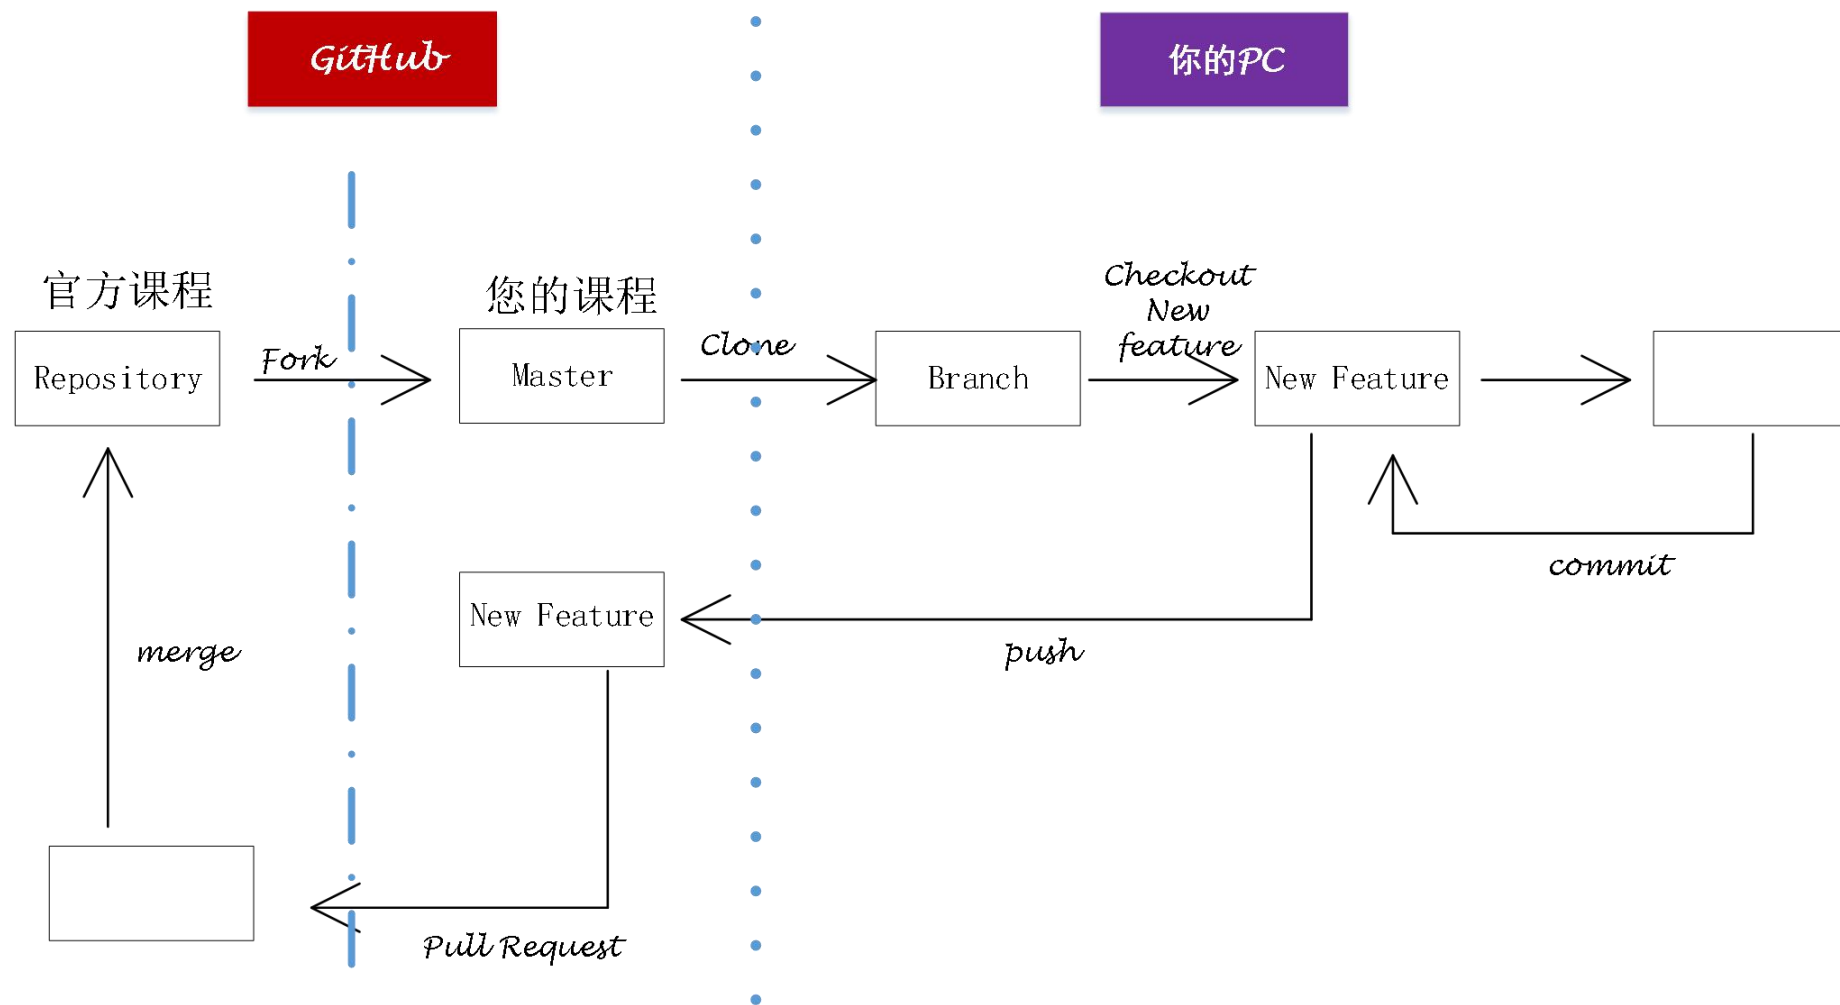 GitHub
你的PC
官方课程
您的课程
Checkout
New
feature
Fork
Clone
Repository
Master
Branch
New Feature
commit
New Feature
merge
push
Pull Request